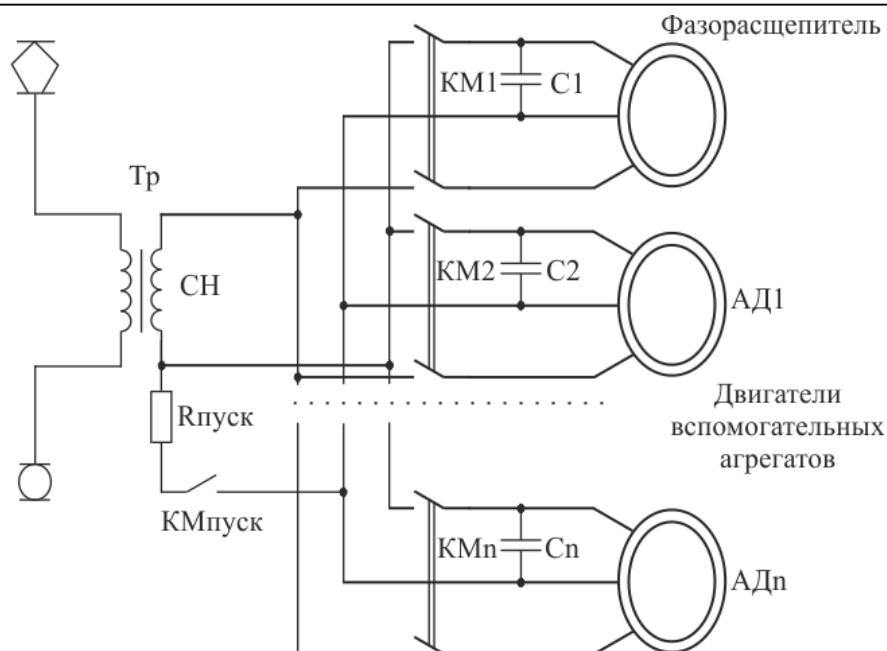 Фазорасщепитель
КМ1
С1
Тр
СН
КМ2
С2
АД1
Двигатели
вспомогательных
агрегатов
Rпуск
КМпуск
КМn
Сn
АДn